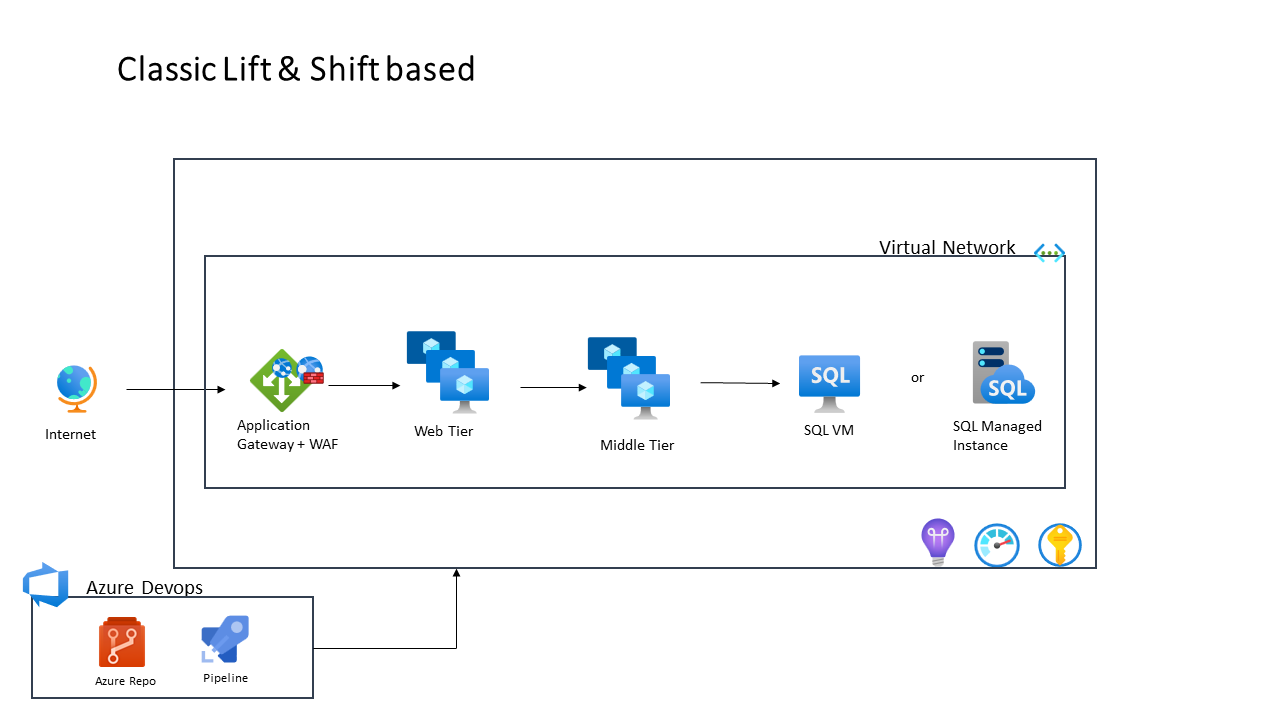 Classic Lift & Shift based
Virtual Network
Internet
Application
Gateway + WAF
Web Tier
Middle Tier
SQL
SQL VM
or
SQL
SQL Managed
Instance
Azure Devops
Azure Repo
Pipeline